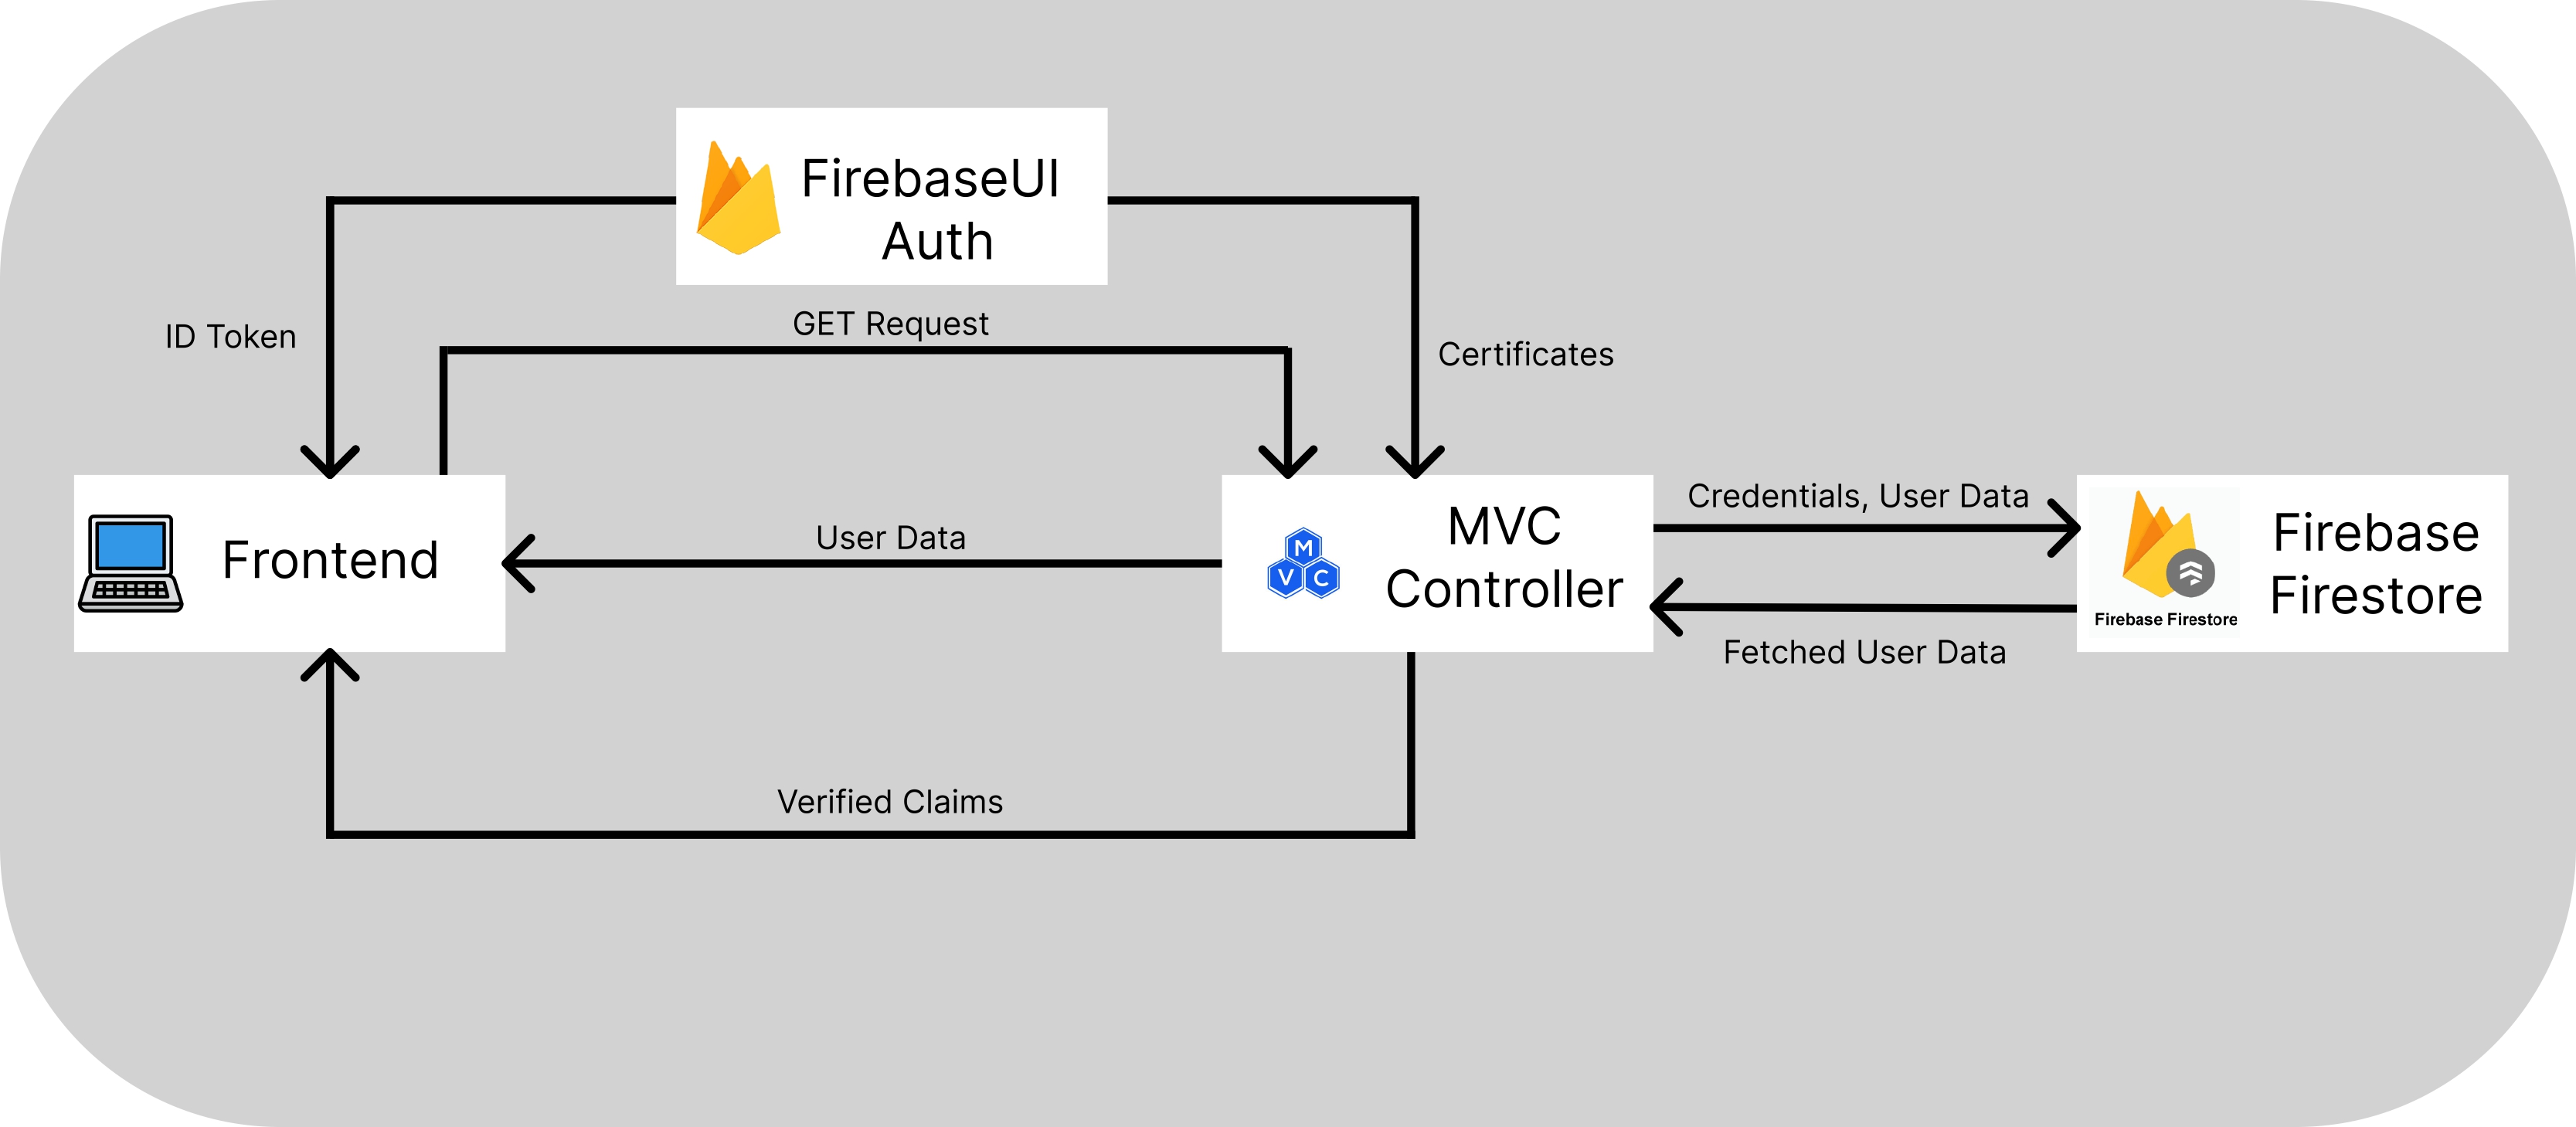 FirebaseUI
Auth
ID Token
GET Request
Certificates
Frontend
User Data
M
V C
MVC
Controller
Credentials, User Data
Fetched User Data
Firebase Firestore
Firebase
Firestore
Verified Claims